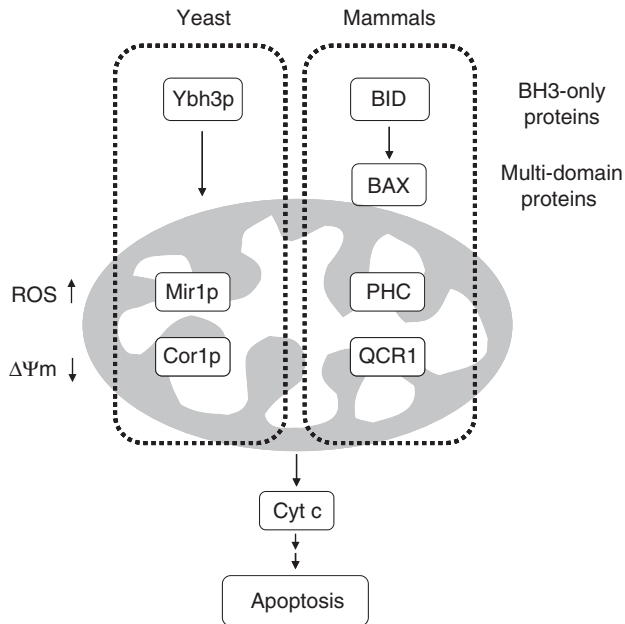 Yeast
Mammals
Ybh3p
BID
BH3-only
proteins
BAX
Multi-domain
proteins
ROS
Mir1p
PHC
ΔΨm
Cor1p
QCR1
Cyt c
Apoptosis